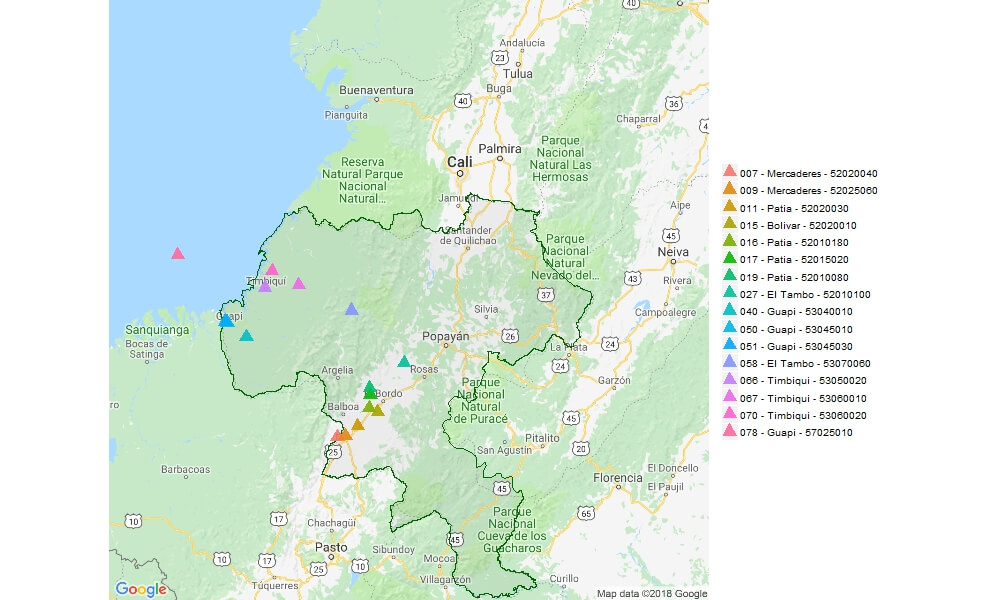 40
Andalucía
23
Tulua
Buga
Buenaventura
40
36
Pianguita
Chaparral
Palmira
Cali
Parque
Nacional
Natural Las
Hermosas
Reserva
Natural Parque
Nacional
Natural...
Jamundí
Aipe
Santander
de Quilichao
45
Parque
Nacional
Natural
Nevado del...
Neiva
Timbiqui
43
Rivera
37
Campoalegre
Guapi
Silvia
Sanquianga
Bocas de
Satinga
Popayán
26
24
La Plata
24
Argelia
Rosas
Garzón
Parque
Nacional
Natural
de Puracé
Bordo
Balboa
45
Pitalito
San Agustin
20
25
Barbacoas
El Doncello
Florencia
El Paujil
45
10
17
Chachagüí
65
Parque
Nacional
Cueva de los
Guácharos
45
Pasto
Sibundoy
10
17
25
10
Mocoa
Túquerres
Villagarzón
Curillo
Google
Map data ©2018 Google
007 - Mercaderes - 52020040
009 - Mercaderes - 52025060
011 - Patia - 52020030
015 - Bolivar - 52020010
016 - Patia - 52010180
017 - Patia - 52015020
019 - Patia - 52010080
027 - El Tambo - 52010100
040 - Guapi - 53040010
050 - Guapi - 53045010
051 - Guapi - 53045030
058 - El Tambo - 53070060
066 - Timbiqui - 53050020
067 - Timbiqui - 53060010
070 - Timbiqui - 53060020
078 - Guapi - 57025010